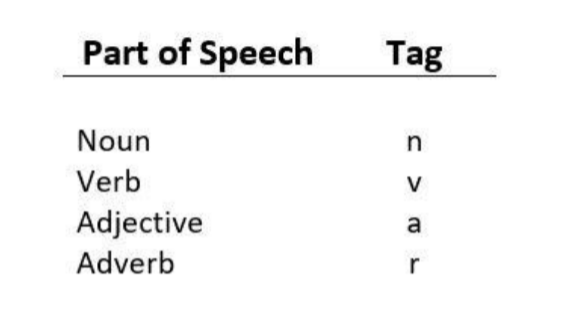 Part of Speech Tag
Noun n
Verb v
Adjective a
Adverb r